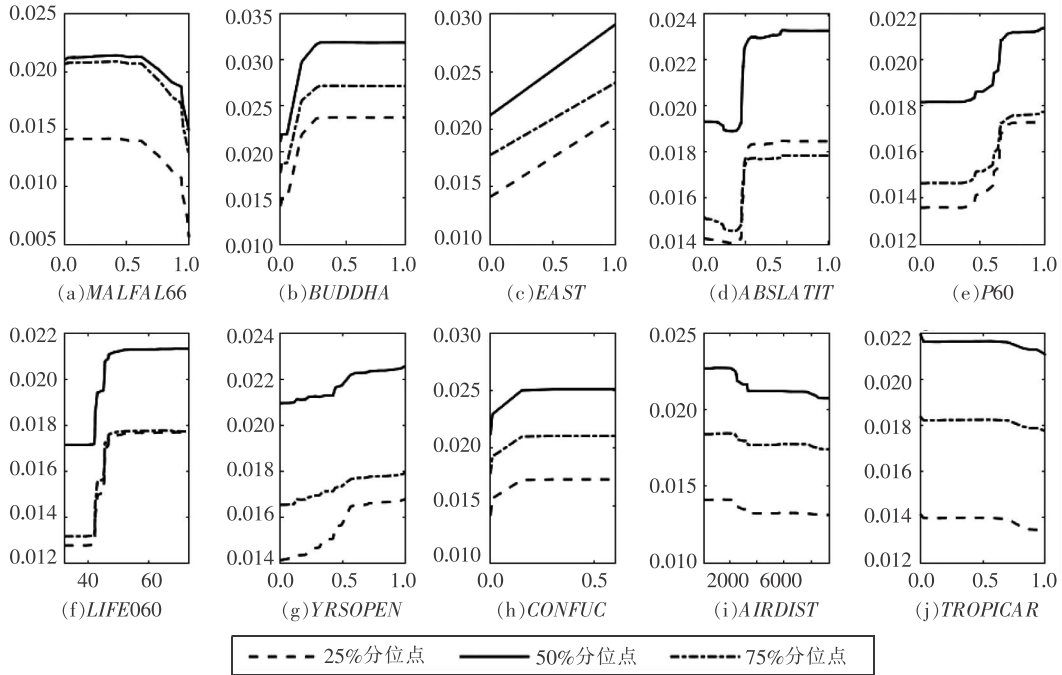 0.025 0.035 0.030 0.024 0.020
0.020 0.030 0.025 0.022 0.018
0.015 0.025 0.020 0.020 0.016
0.010 0.020 0.015 0.018 0.014
0.005 0.015 0.010 0.016 0.012
0.010 0.014
0.0 0.5 1.0 0.0 0.5 1.0 0.0 0.5 1.0 0.0 0.5 1.0 0.0 0.5 1.0
(a)MALFAL66 (b)BUDDHA (c)EAST (d)ABSLATIT (e)P60
0.022 0.024 0.030 0.025 0.022
0.020 0.022 0.025 0.020 0.020
0.018 0.020 0.020 0.015 0.018
0.016 0.018 0.015 0.010 0.016
0.014 0.016 0.010 0.014
0.012 0.014 0.012
40 60 0.0 0.5 1.0 0.0 0.5 2000 6000 0.0 0.5 1.0
(f)LIFE060 (g)YRSOPEN (h)CONFUC (i)AIRDIST (j)TROPICAR
25%分位点 50%分位点 75%分位点